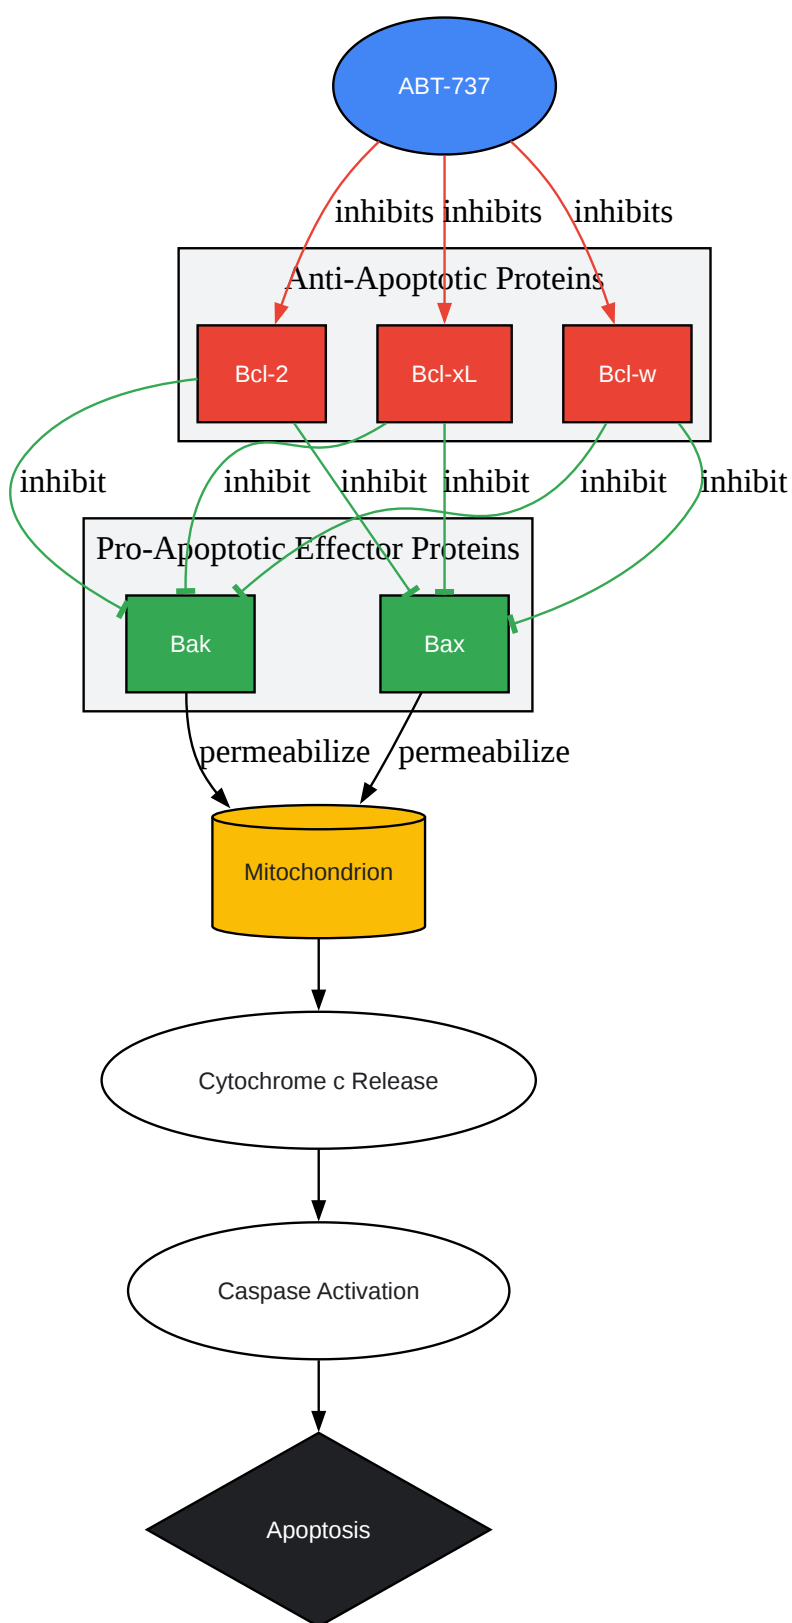 ABT-737
inhibits inhibits inhibits
Anti-Apoptotic Proteins
Bcl-2 Bcl-xL Bcl-w
inhibit inhibit inhibit inhibit inhibit inhibit
Pro-Apoptotic Effector Proteins
Bak Bax
permeabilize permeabilize
Mitochondrion
Cytochrome c Release
Caspase Activation
Apoptosis